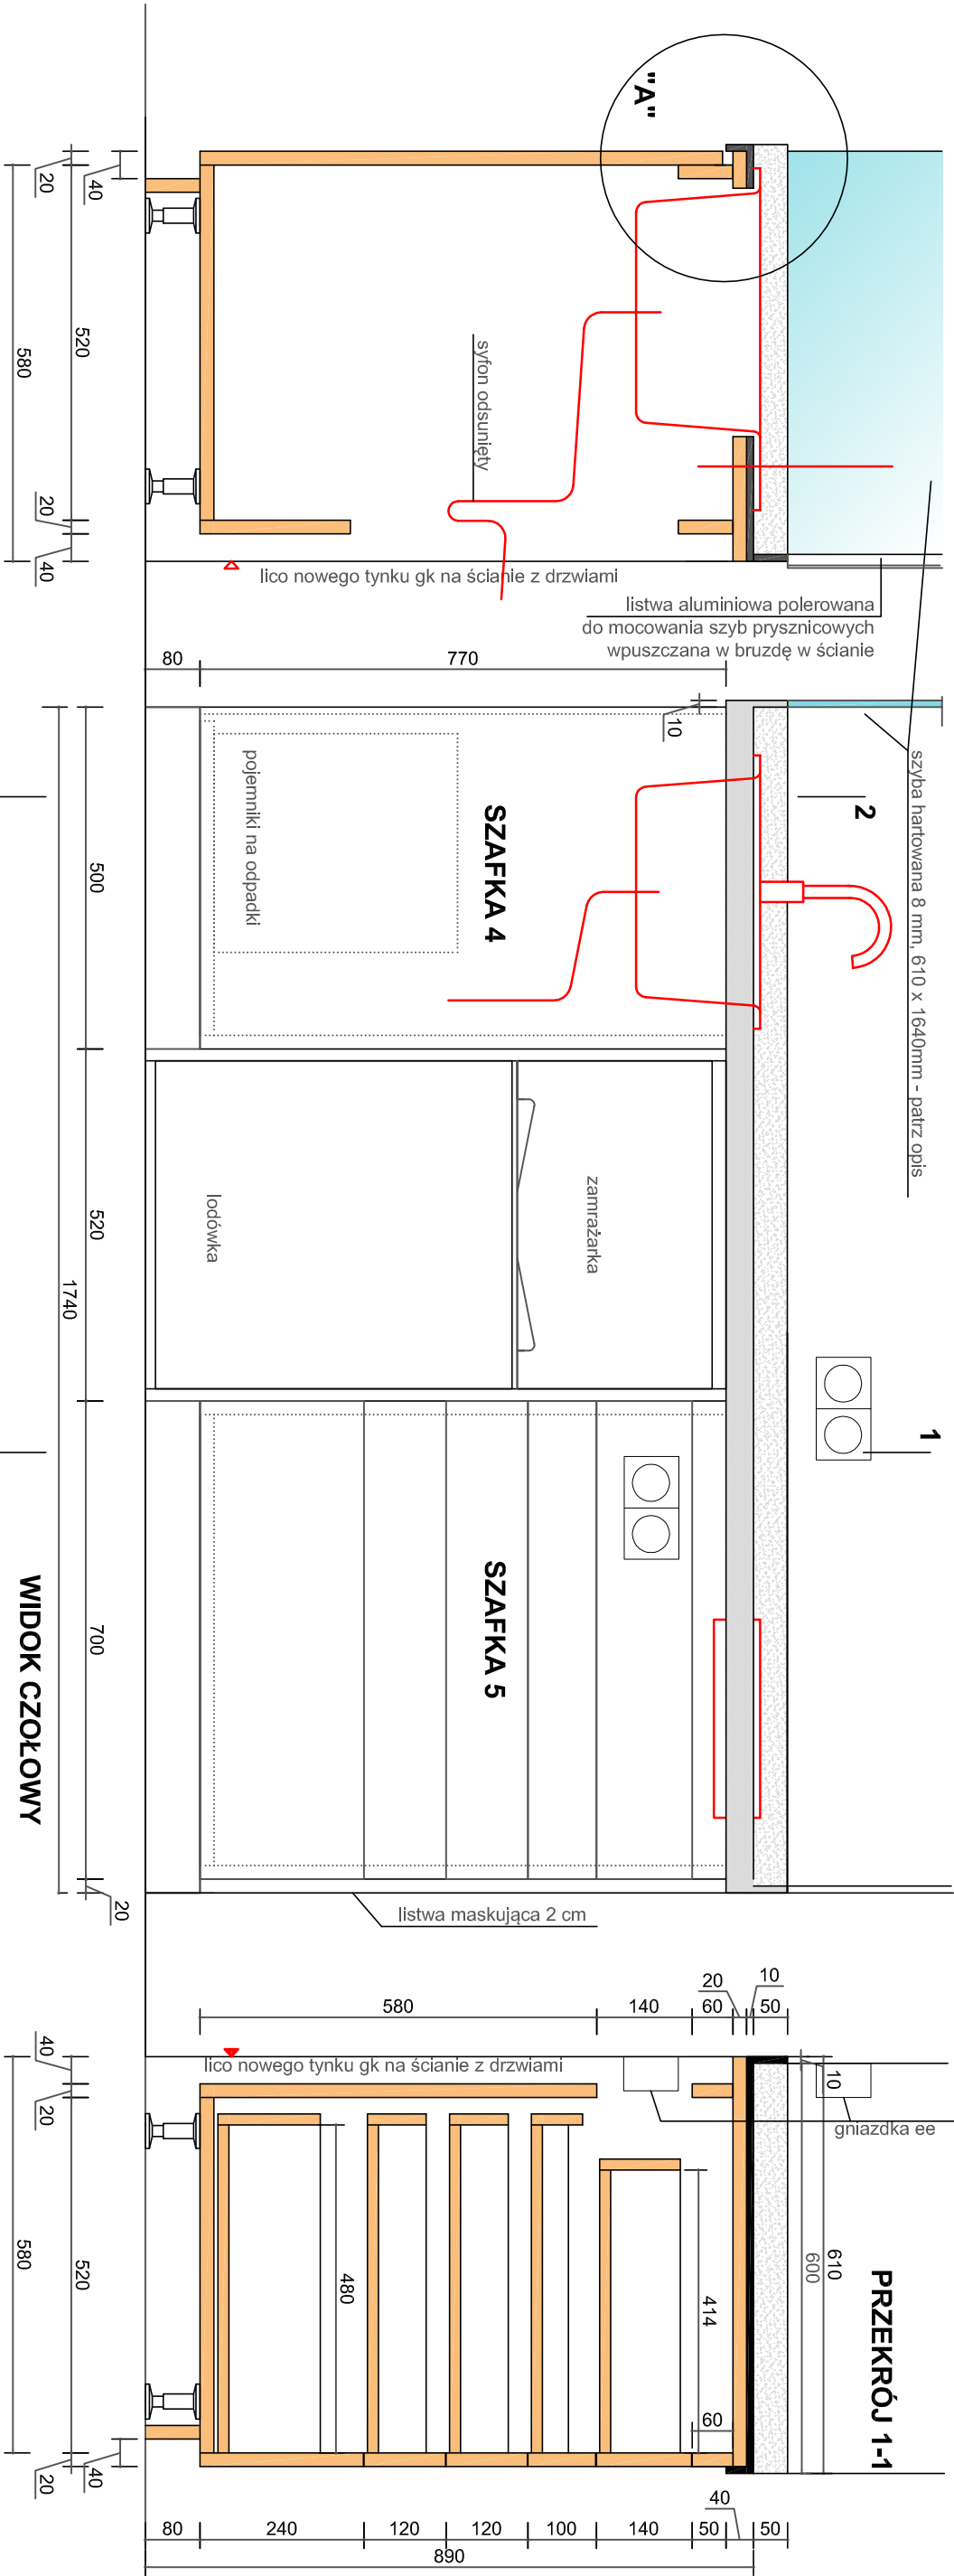 "A"
20
40
520
580
20
40
syfon odsunięty
lico nowego tynku gk na ścianie z drzwiami
listwa aluminiowa polerowana
do mocowania szyb prysznicowych
wpuszczana w bruzdę w ścianie
80
770
10
szyba hartowana 8 mm, 610 x 1640mm - patrz opis
2
SZAFKA 4
pojemniki na odpadki
500
zamrażarka
lodówka
520
1740
1
SZAFKA 5
700
20
WIDOK CZOŁOWY
listwa maskująca 2 cm
580
140
60
20
10
50
lico nowego tynku gk na ścianie z drzwiami
gniazdka ee
10
610
600
PRZEKRÓJ 1-1
480
414
60
40
20
520
580
40
20
80
240
120
120
100
140
50
40
50
890